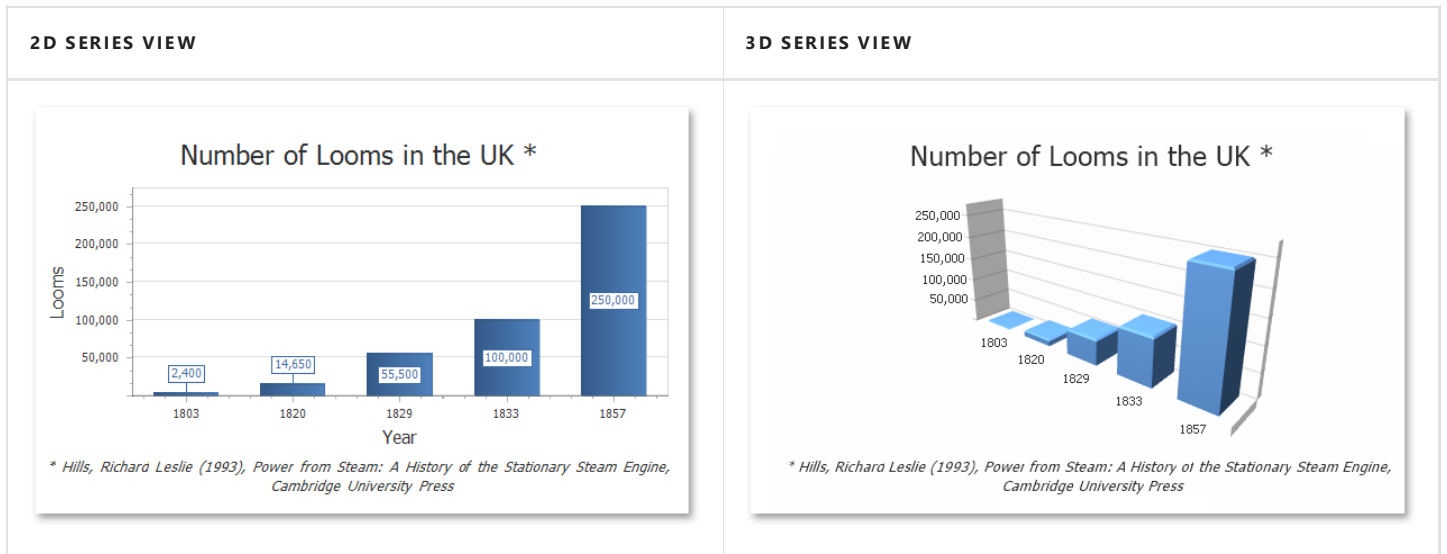 2D SERIES VIEW
3D SERIES VIEW
Number of Looms in the UK *
250,000
200,000
150,000
100,000
50,000
Looms
2,400
14,650
55,500
100,000
250,000
1803 1820 1829 1833 1857
Year
* Hills, Richard Leslie (1993), Power from Steam: A History of the Stationary Steam Engine,
Cambridge University Press
Number of Looms in the UK *
250,000
200,000
150,000
100,000
50,000
1803
1820
1829
1833
1857
* Hills, Richard Leslie (1993), Power from Steam: A History of the Stationary Steam Engine,
Cambridge University Press